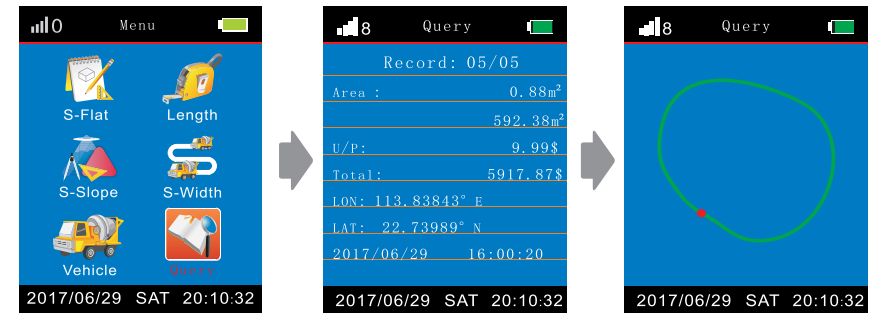 0 Menu
S-Flat Length
S-Slope S-Width
Vehicle Query
2017/06/29 SAT 20:10:32
8 Query
Record: 05/05
Area : 0.88m²
592.38m²
U/P: 9.99$
Total: 5917.87$
LON: 113.83843° E
LAT: 22.73989° N
2017/06/29 16:00:20
2017/06/29 SAT 20:10:32
8 Query
2017/06/29 SAT 20:10:32